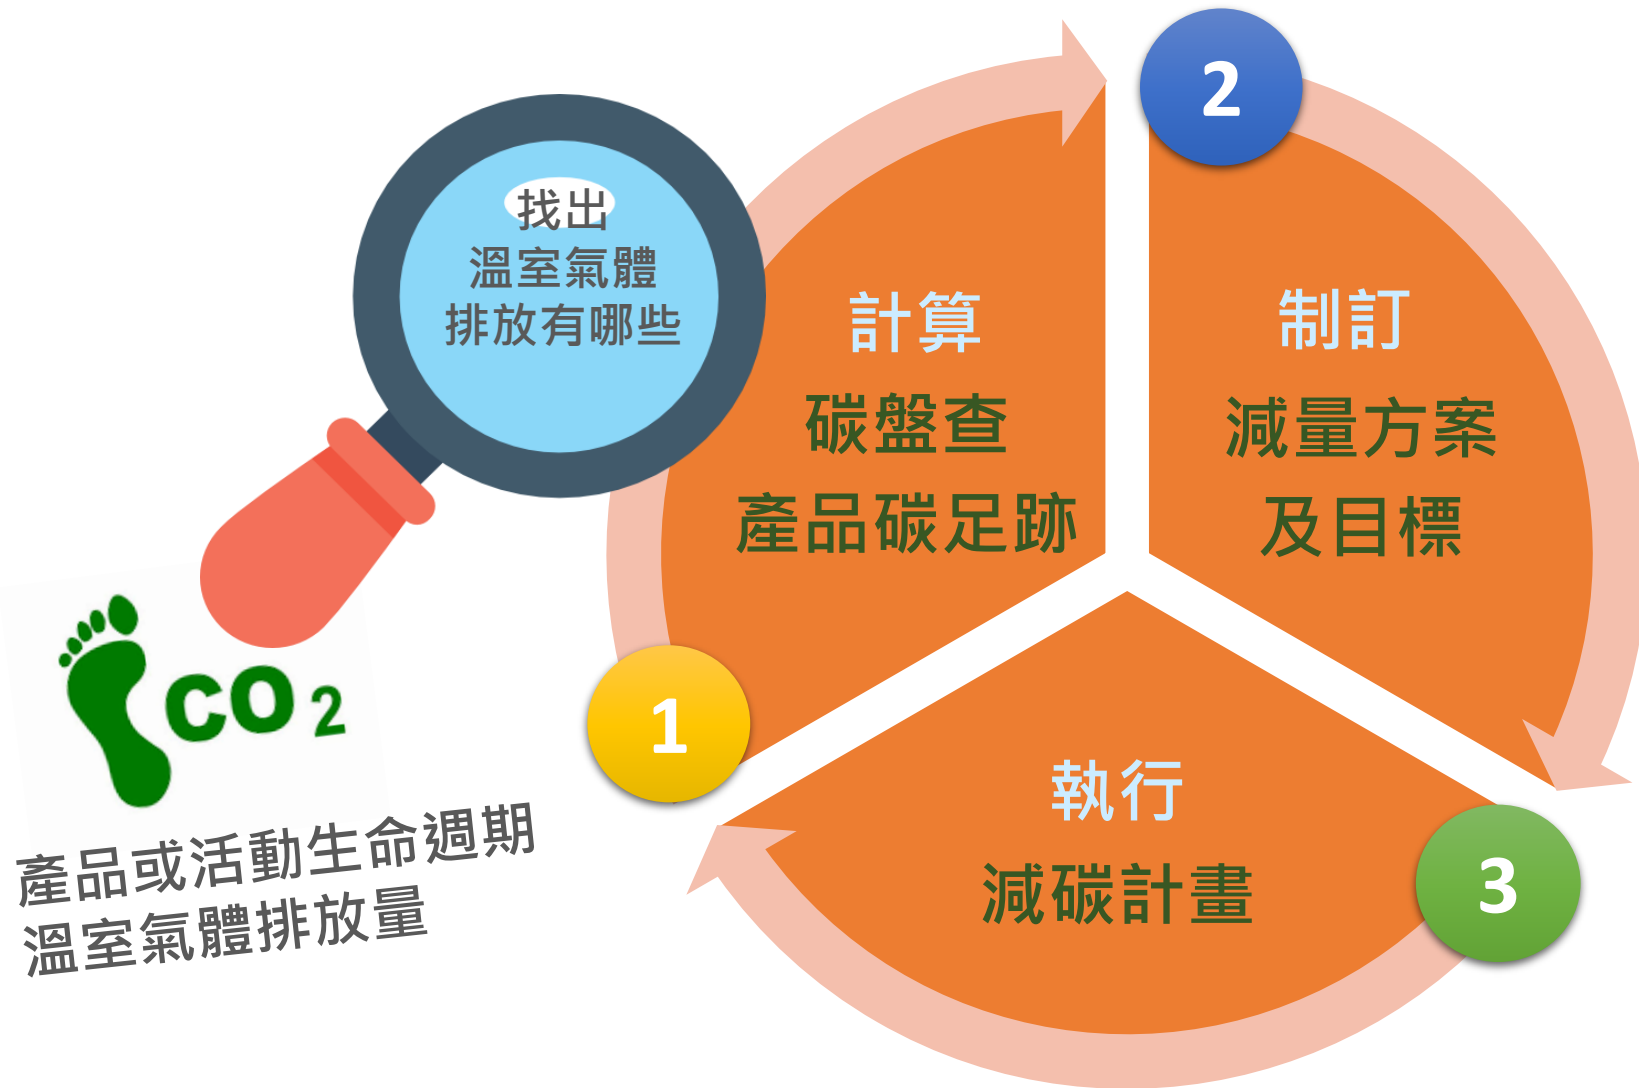 找出
溫室氣體
排放有哪些
CO2
產品或活動生命週期
溫室氣體排放量
1
計算
碳盤查
產品碳足跡
2
制訂
減量方案
及目標
3
執行
減碳計畫